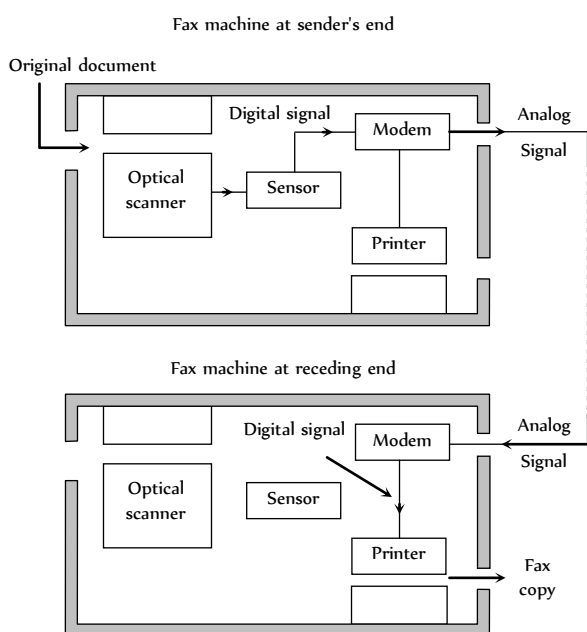 Fax machine at sender's end
Original document
Digital signal
Modem
Analog
Signal
Optical
scanner
Sensor
Printer
Fax machine at receding end
Digital signal
Modem
Analog
Signal
Optical
scanner
Sensor
Printer
Fax
copy